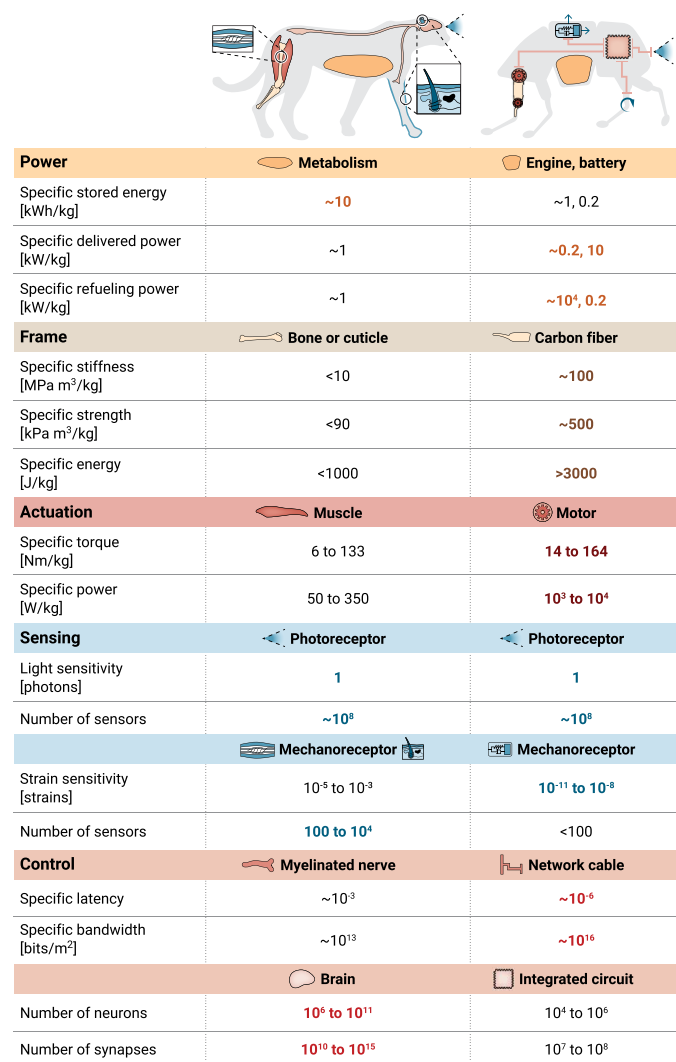 Power Metabolism Engine, battery
Specific stored energy
[kWh/kg] ~10 ~1, 0.2
Specific delivered power
[kW/kg] ~1 ~0.2, 10
Specific refueling power
[kW/kg] ~1 ~10⁴, 0.2
Frame Bone or cuticle Carbon fiber
Specific stiffness
[MPa m³/kg] <10 ~100
Specific strength
[kPa m³/kg] <90 ~500
Specific energy
[J/kg] <1000 >3000
Actuation Muscle Motor
Specific torque
[Nm/kg] 6 to 133 14 to 164
Specific power
[W/kg] 50 to 350 10³ to 10⁴
Sensing Photoreceptor Photoreceptor
Light sensitivity
[photons] 1 1
Number of sensors ~10⁸ ~10⁸
Mechanoreceptor Mechanoreceptor
Strain sensitivity
[strains] 10⁻⁵ to 10⁻³ 10⁻¹¹ to 10⁻⁸
Number of sensors 100 to 10⁴ <100
Control Myelinated nerve Network cable
Specific latency ~10⁻³ ~10⁻⁶
Specific bandwidth
[bits/m²] ~10¹³ ~10¹⁶
Brain Integrated circuit
Number of neurons 10⁶ to 10¹¹ 10⁴ to 10⁶
Number of synapses 10¹⁰ to 10¹⁵ 10⁷ to 10⁸